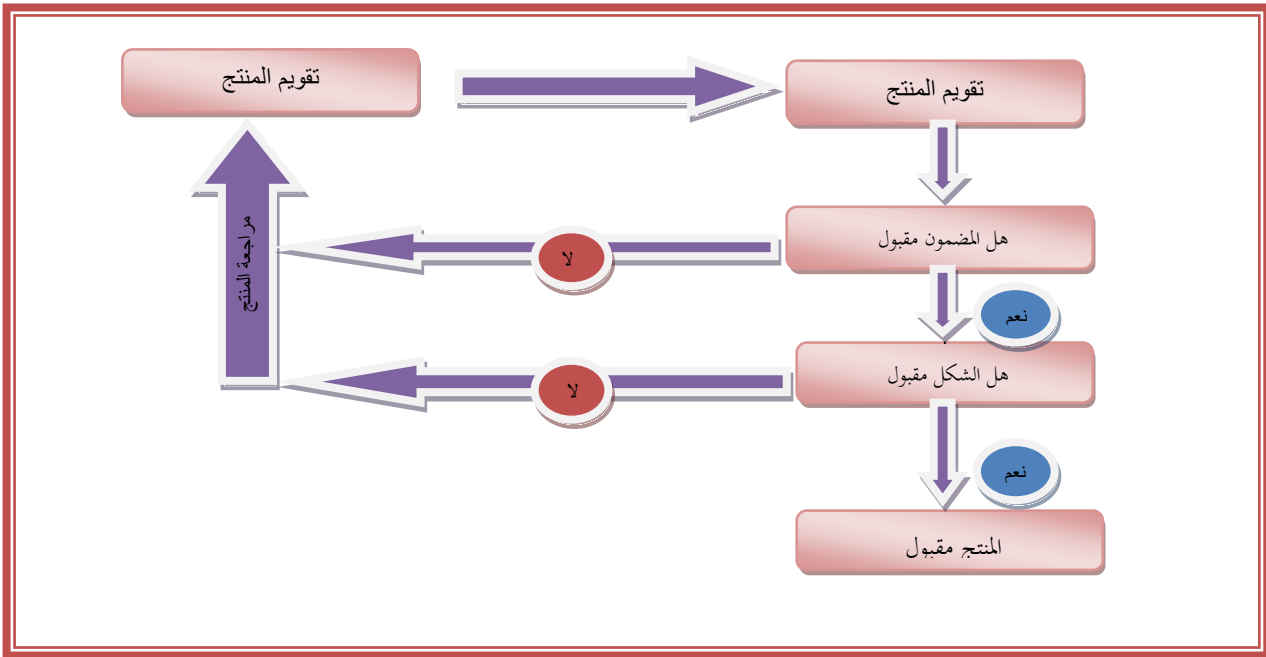 تقويم المنتج
تقويم المنتج
هل المضمون مقبول
لا
مراجعة المنتج
نعم
هل الشكل مقبول
لا
نعم
المنتج مقبول